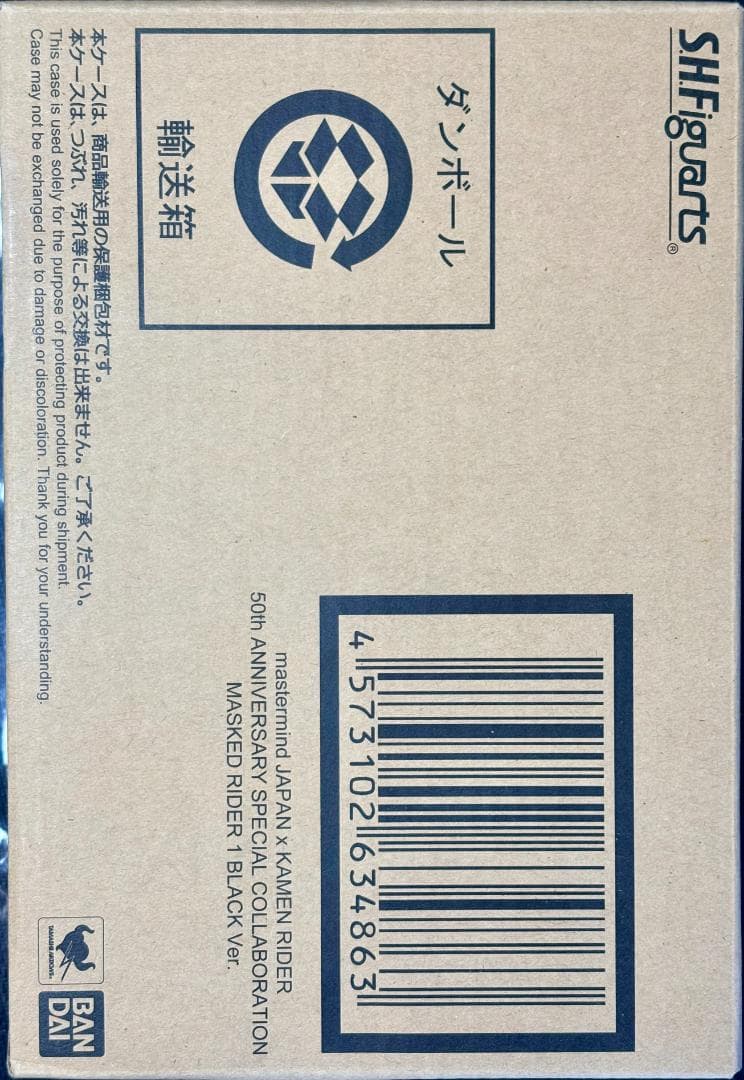 S.H.Figuarts®
ダンボール
輸送箱
4 573102 634863
mastermind JAPAN x KAMEN RIDER
50th ANNIVERSARY SPECIAL COLLABORATION
MASKED RIDER 1 BLACK Ver.
本ケースは、商品輸送用の保護梱包材です。
本ケースは、つぶれ、汚れ等による交換は出来ません。ご了承ください。
This case is used solely for the purpose of protecting product during shipment.
Case may not be exchanged due to damage or discoloration. Thank you for your understanding.
TAMASHII NATIONS
BAN
DAI